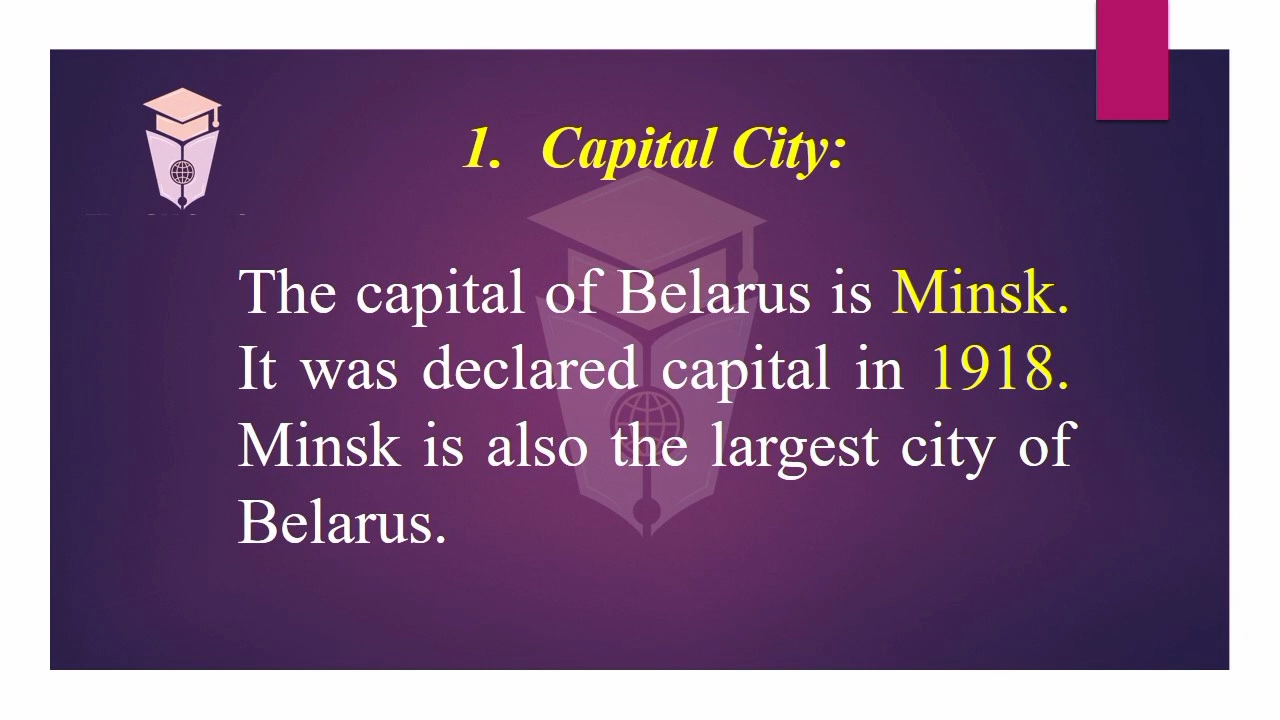 1. Capital City:
The capital of Belarus is Minsk.
It was declared capital in 1918.
Minsk is also the largest city of
Belarus.